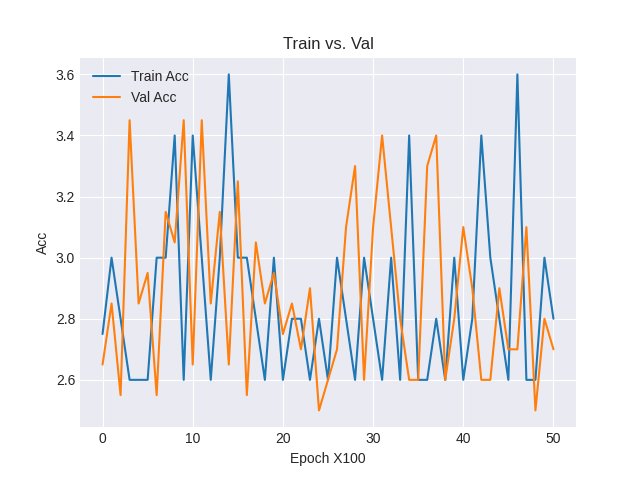 Train vs. Val
Train Acc
Val Acc
3.6
3.4
3.2
3.0
2.8
2.6
Acc
0 10 20 30 40 50
Epoch X100